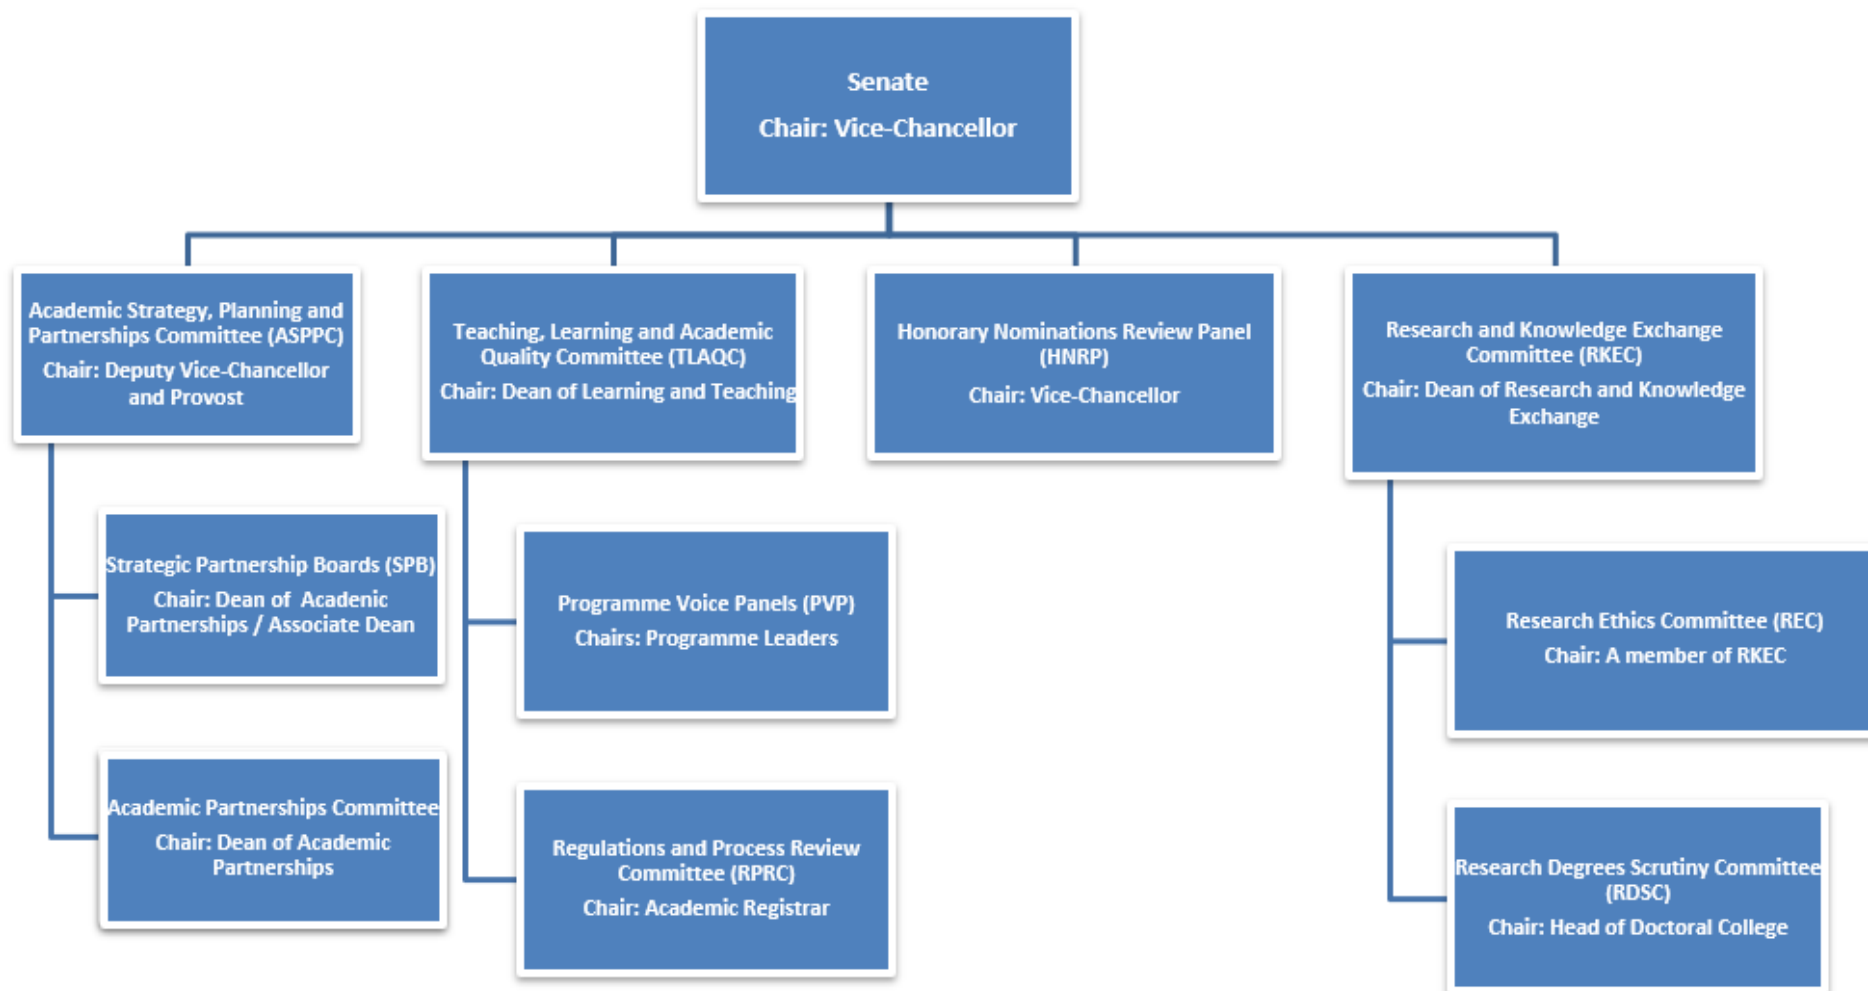 Senate
Chair: Vice-Chancellor
Academic Strategy, Planning and
Partnerships Committee (ASPPC)
Chair: Deputy Vice-Chancellor
and Provost
Teaching, Learning and Academic
Quality Committee (TLAQC)
Chair: Dean of Learning and Teaching
Honorary Nominations Review Panel
(HNRP)
Chair: Vice-Chancellor
Research and Knowledge Exchange
Committee (RKEC)
Chair: Dean of Research and Knowledge
Exchange
Strategic Partnership Boards (SPB)
Chair: Dean of Acadenic
Partnerships / Associate Dean
Programme Voice Panels (PVP)
Chairs: Programme Leaders
Research Ethics Committee (REC)
Chair: A member of RKEC
Academic Partnerships Committee
Chair: Dean of Academic
Partnerships
Regulations and Process Review
Committee (RPRC)
Chair: Academic Registrar
Research Degrees Scrutiny Committee
(RDSC)
Chair: Head of Doctoral College